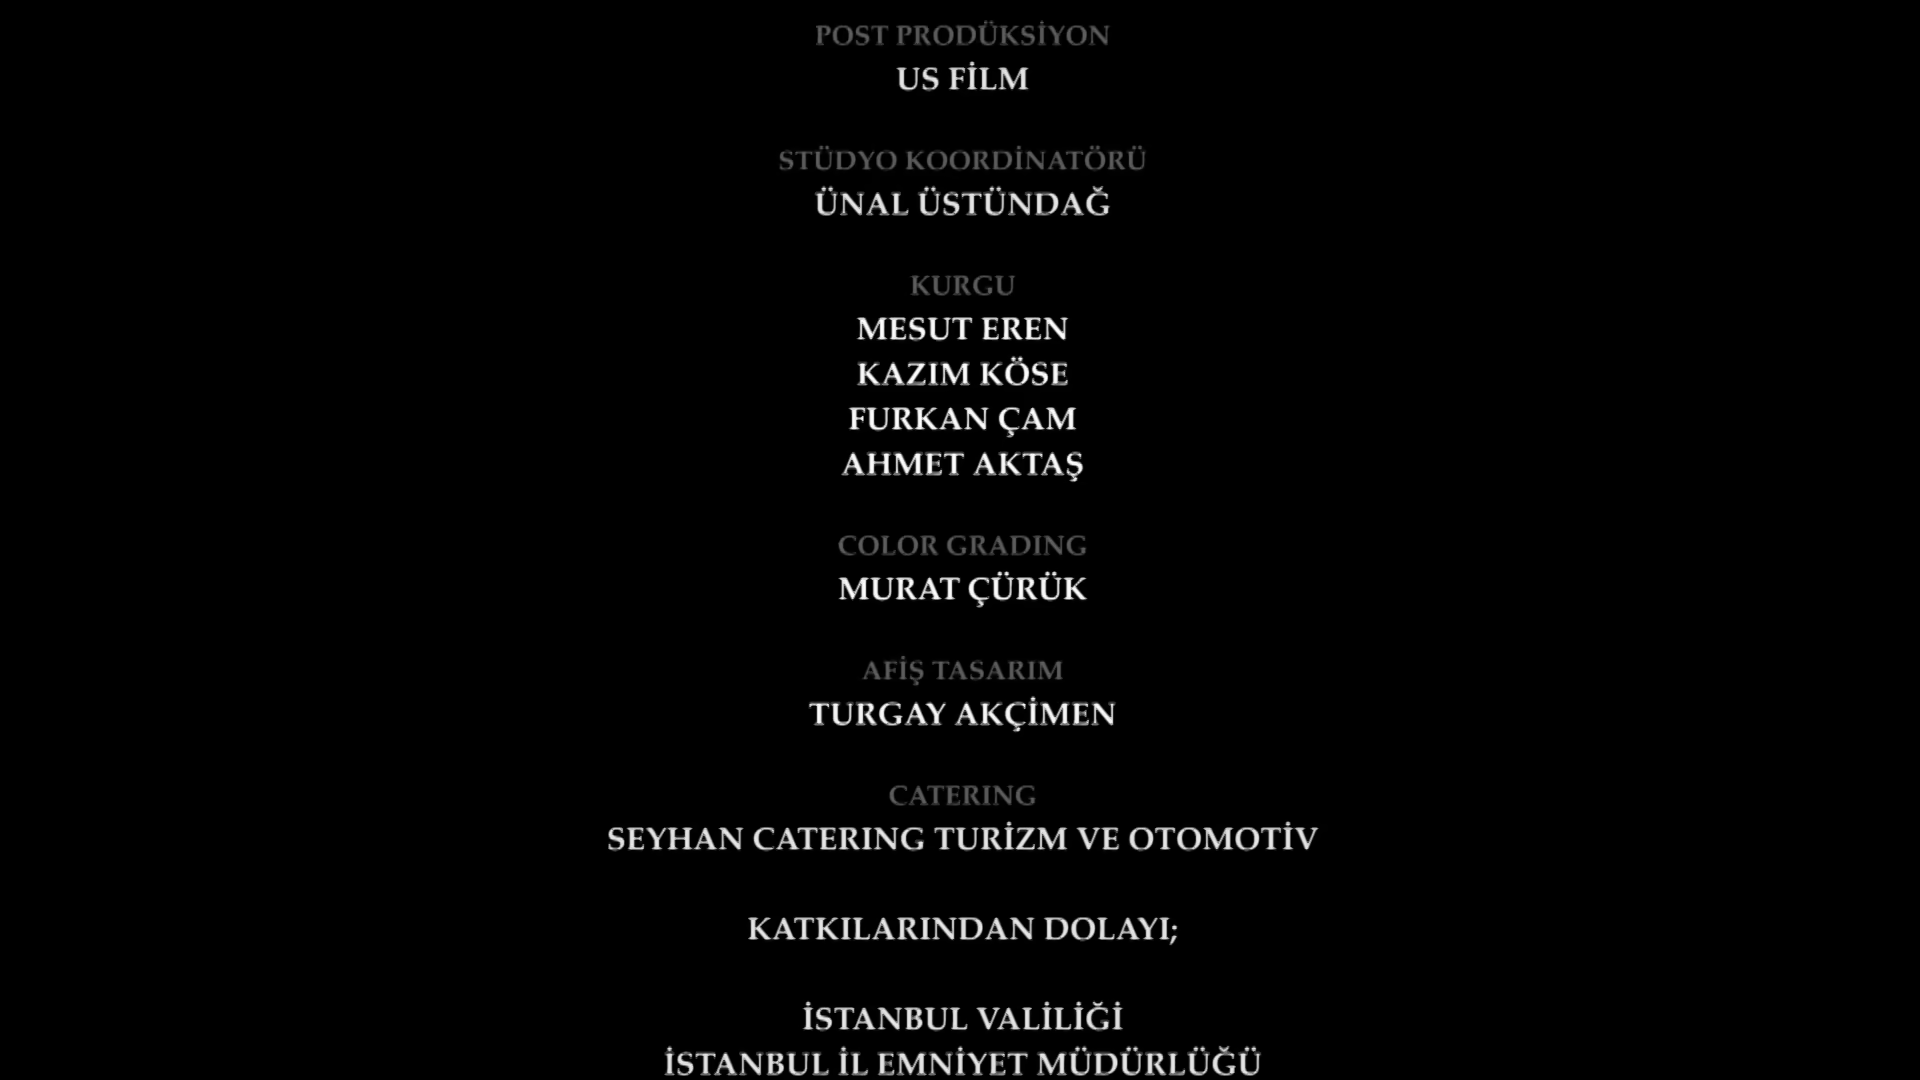 POST PRODÜKSİYON
US FİLM
STÜDYO KOORDİNATÖRÜ
ÜNAL ÜSTÜNDAĞ
KURGU
MESUT EREN
KAZIM KÖSE
FURKAN ÇAM
AHMET AKTAŞ
COLOR GRADING
MURAT ÇÜRÜK
AFİŞ TASARIM
TURGAY AKÇİMEN
CATERING
SEYHAN CATERING TURİZM VE OTOMOTİV
KATKILARINDAN DOLAYI;
İSTANBUL VALİLİĞİ
İSTANBUL İL EMNİYET MÜDÜRLÜĞÜ